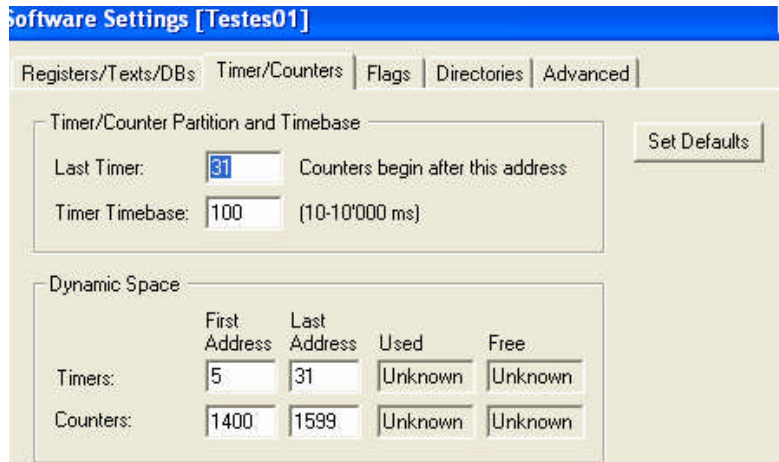 Software Settings [Testes01]
Registers/Texts/DBs Timer/Counters Flags Directories Advanced
Timer/Counter Partition and Timebase
Set Defaults
Last Timer: 31 Counters begin after this address
Timer Timebase: 100 (10-10'000 ms)
Dynamic Space
First Address Last Address Used Free
Timers: 5 31 Unknown Unknown
Counters: 1400 1599 Unknown Unknown